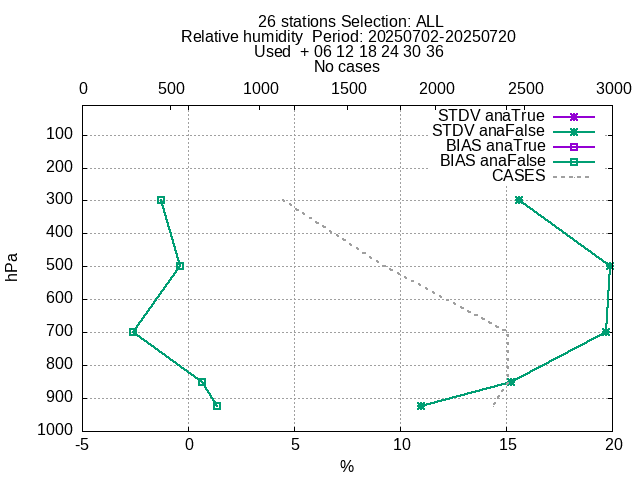 26 stations Selection: ALL
Relative humidity  Period: 20250702-20250720
Used  + 06 12 18 24 30 36
No cases
0 500 1000 1500 2000 2500 3000
STDV anaTrue
STDV anaFalse
BIAS anaTrue
BIAS anaFalse
CASES
100
200
300
400
500
600
700
800
900
1000
hPa
-5 0 5 10 15 20
%